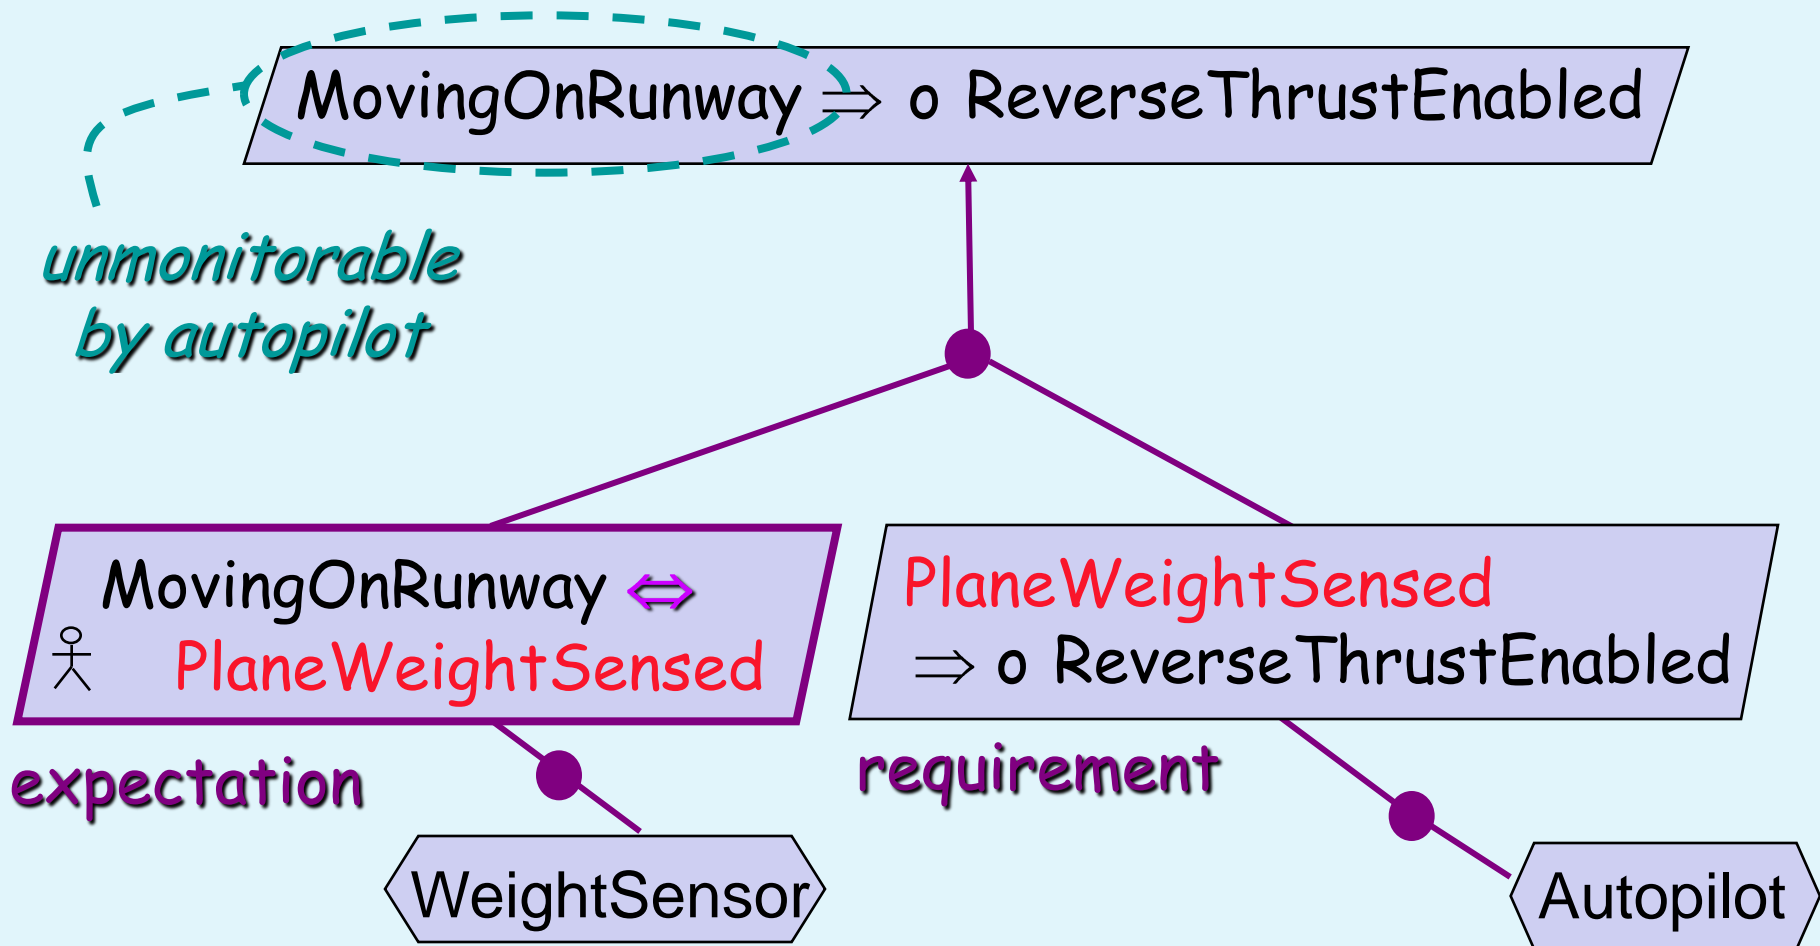 MovingOnRunway ⇒ o ReverseThrustEnabled
unmonitorable
by autopilot
MovingOnRunway ⇔
PlaneWeightSensed
PlaneWeightSensed
⇒ o ReverseThrustEnabled
expectation
requirement
WeightSensor
Autopilot